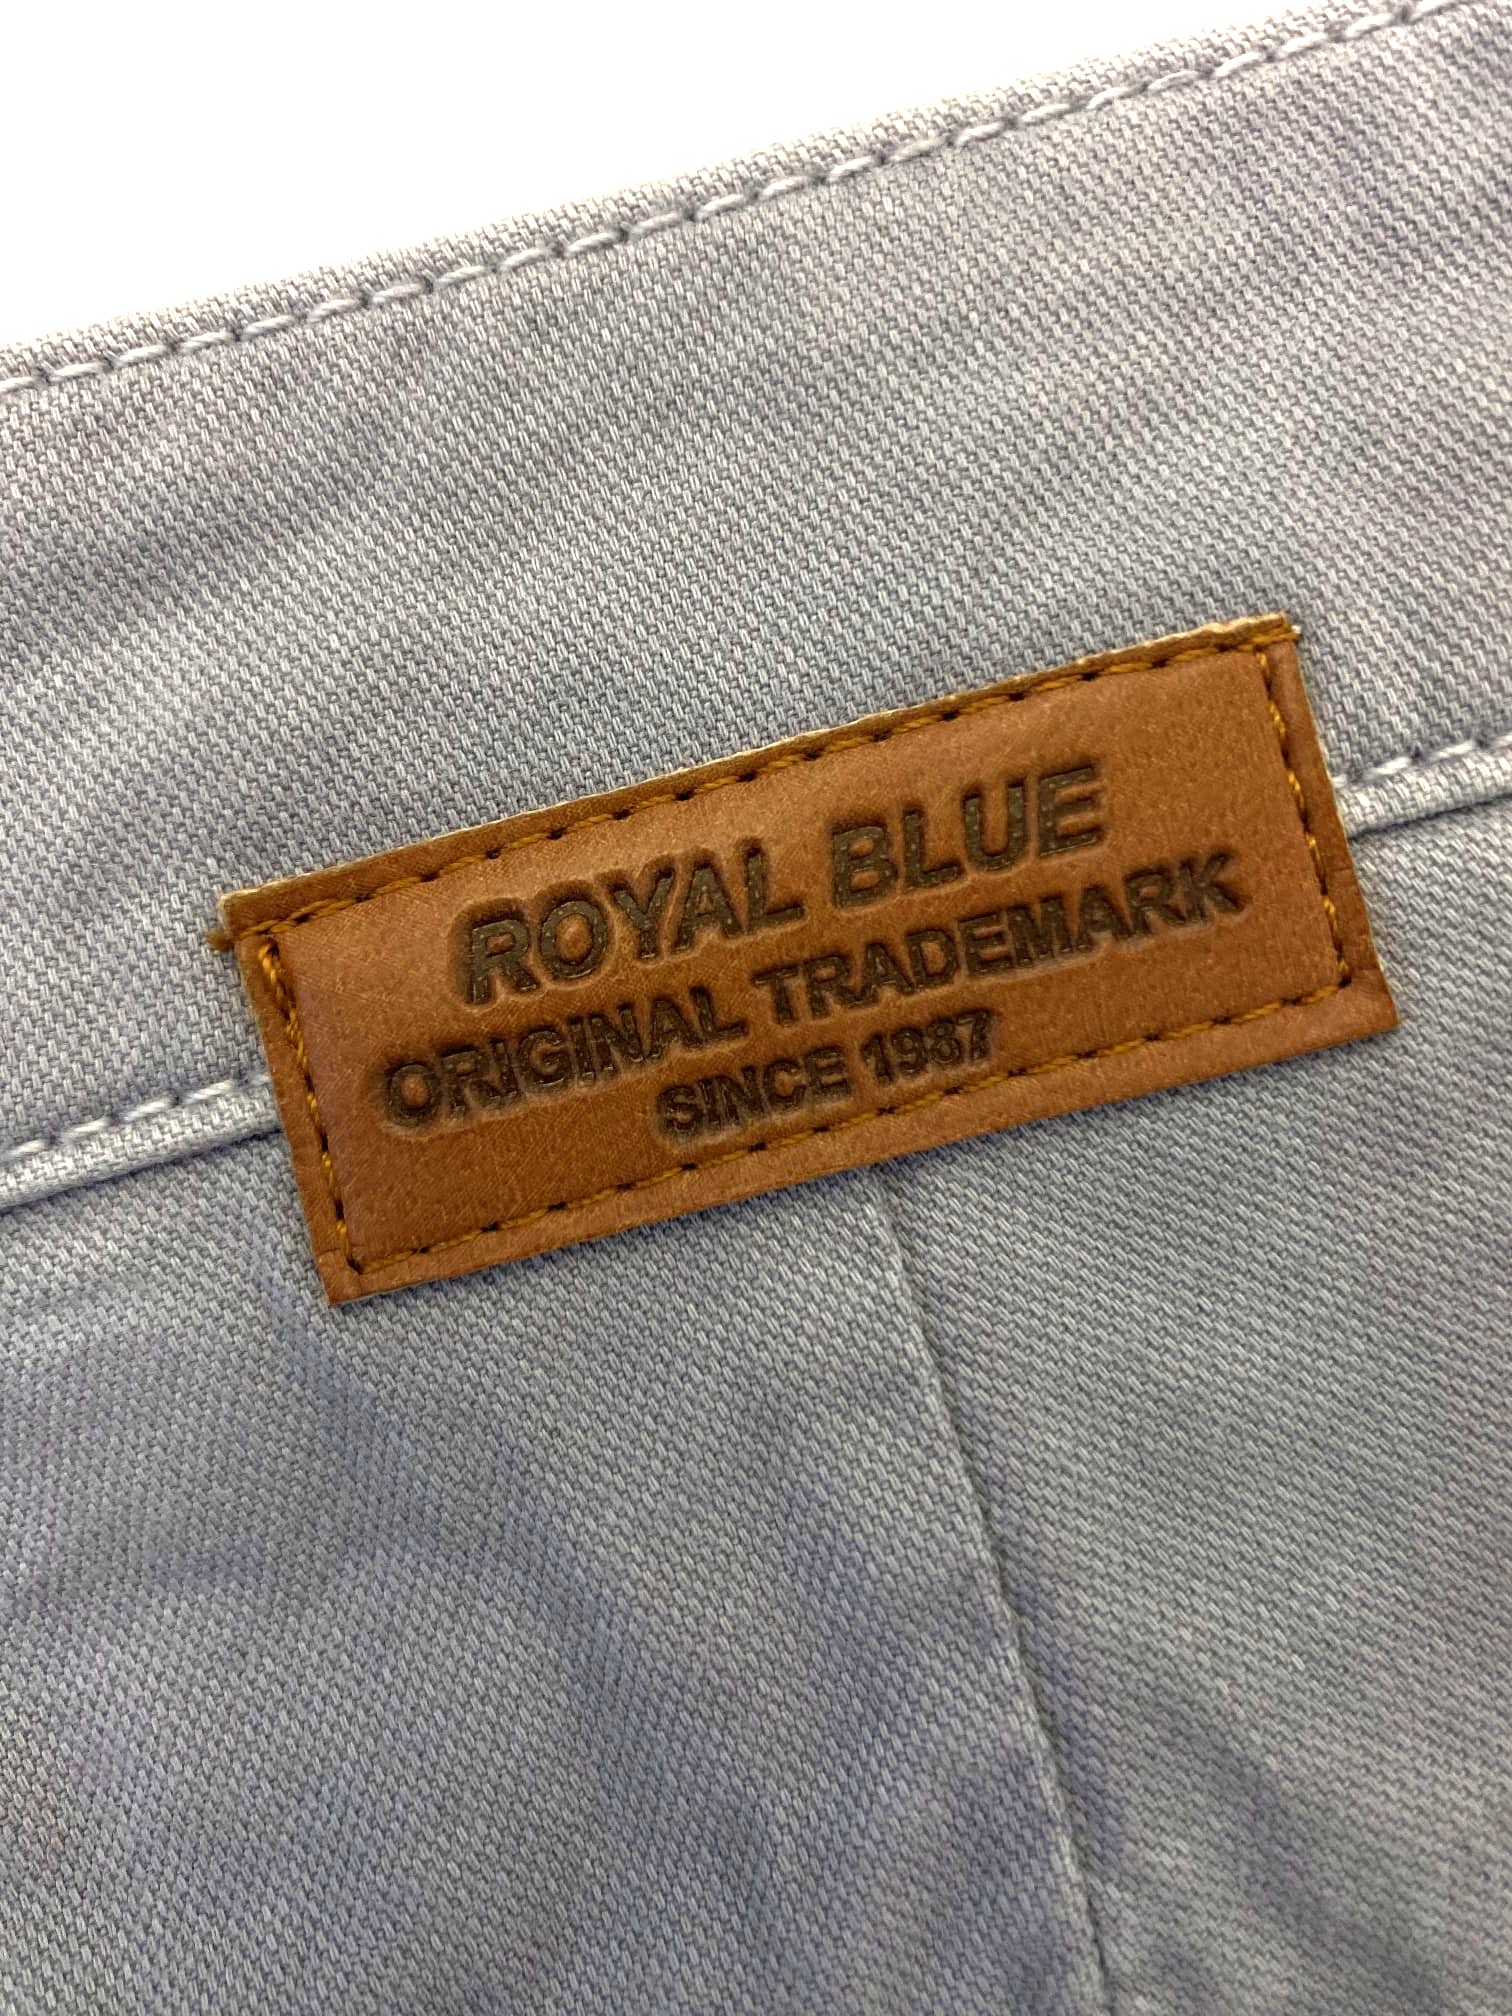 ROYAL BLUE
ORIGINAL TRADEMARK
SINCE 1987